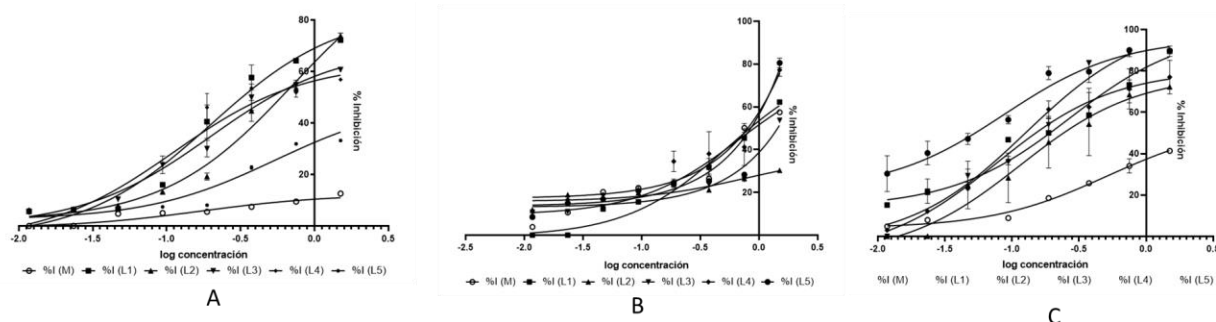 80
60
40
20
% Inhibición
-2.0 -1.5 -1.0 -0.5 0.0 0.5
log concentración
%I (M) %I (L1) %I (L2) %I (L3) %I (L4) %I (L5)
A
100
80
60
40
20
% Inhibición
-2.5 -2.0 -1.5 -1.0 -0.5 0.0 0.5
log concentración
%I (M) %I (L1) %I (L2) %I (L3) %I (L4) %I (L5)
B
100
80
60
40
20
0
% Inhibición
-2.0 -1.5 -1.0 -0.5 0.0 0.5
log concentración
%I (M) %I (L1) %I (L2) %I (L3) %I (L4) %I (L5)
C